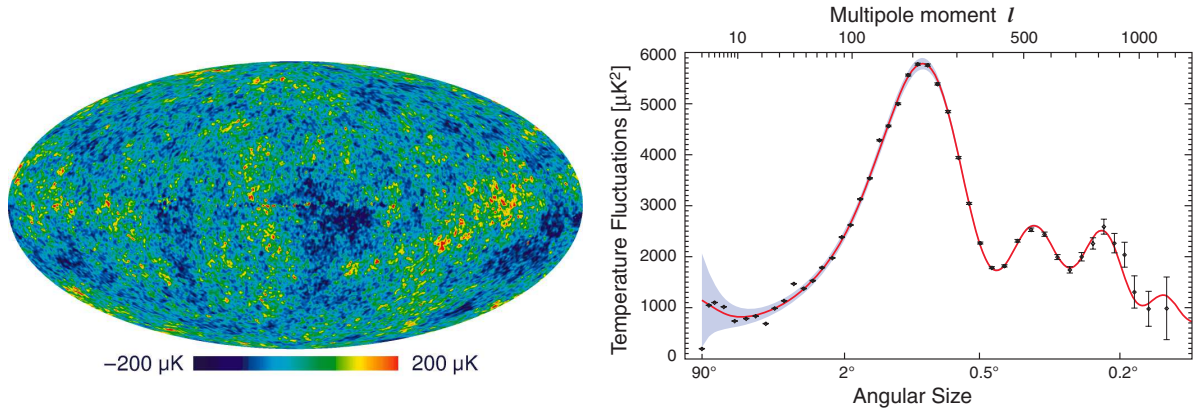 −200 μK 200 μK
Multipole moment l
10 100 500 1000
Temperature Fluctuations [μK²]
6000
5000
4000
3000
2000
1000
0
90° 2° 0.5° 0.2°
Angular Size